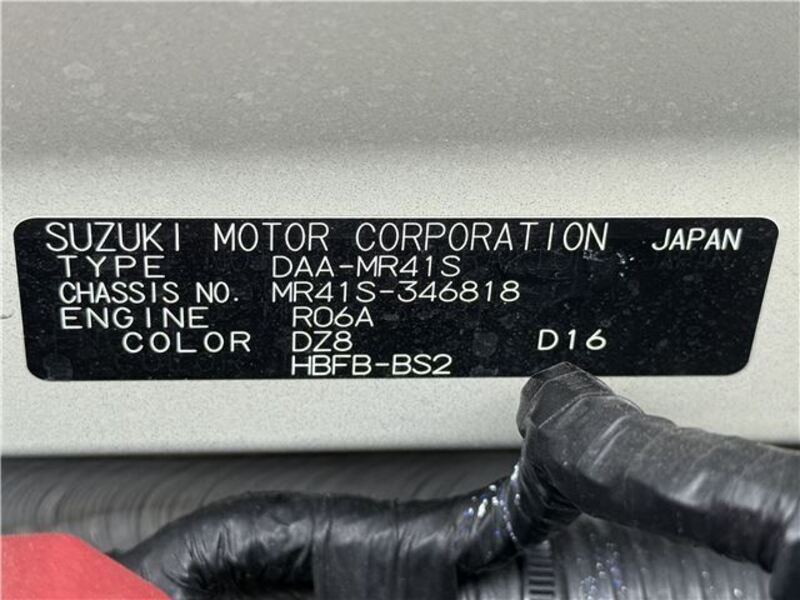 SUZUKI MOTOR CORPORATION JAPAN
TYPE DAA-MR41S
CHASSIS NO. MR41S-346818
ENGINE R06A
COLOR DZ8 D16
HBFB-BS2